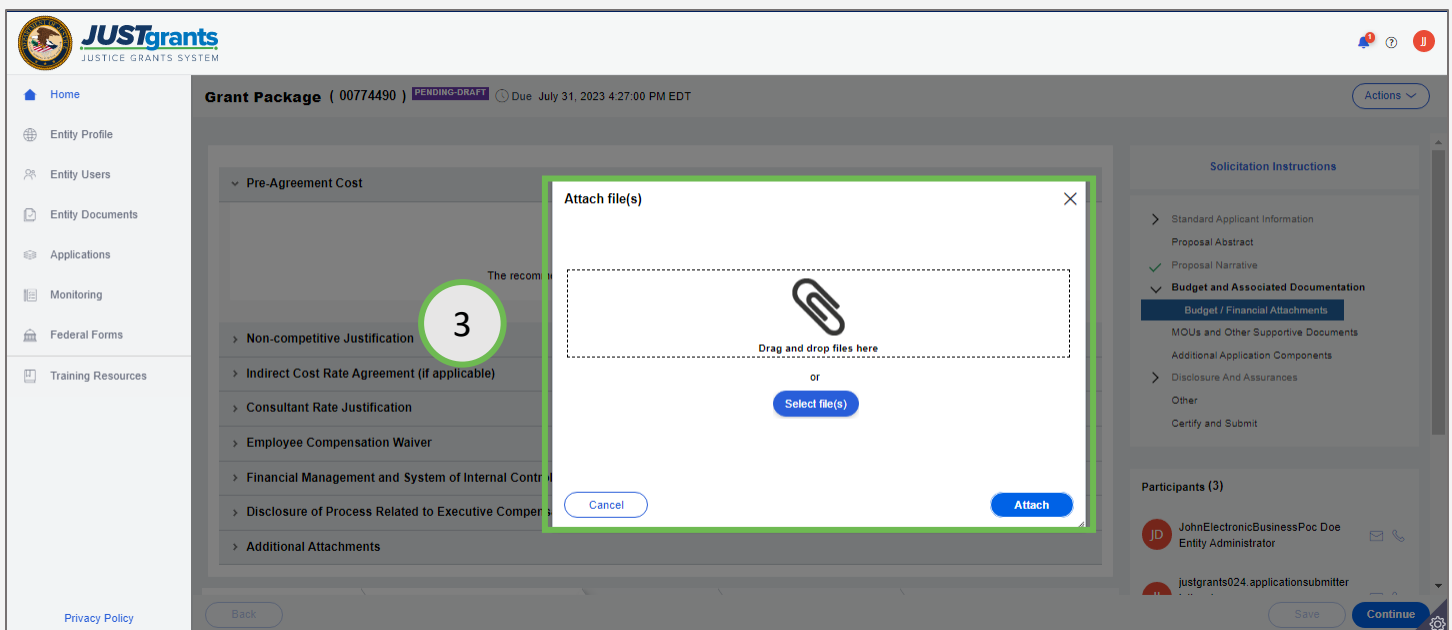 JUSTgrants
JUSTICE GRANTS SYSTEM
1
?
JJ
Home
Entity Profile
Entity Users
Entity Documents
Applications
Monitoring
Federal Forms
Training Resources
Privacy Policy
Grant Package ( 00774490 ) PENDING-DRAFT Due July 31, 2023 4:27:00 PM EDT
Actions
Pre-Agreement Cost
The
Non-competitive Justification
Indirect Cost Rate Agreement (if applicable)
Consultant Rate Justification
Employee Compensation Waiver
Financial Management and System of Internal
Disclosure of Process Related to Executive
Additional Attachments
3
Attach file(s)
Drag and drop files here
or
Select file(s)
Cancel
Attach
Solicitation Instructions
Standard Applicant Information
Proposal Abstract
Proposal Narrative
Budget and Associated Documentation
Budget / Financial Attachments
MOUs and Other Supportive Documents
Additional Application Components
Disclosure And Assurances
Other
Certify and Submit
Participants (3)
JD
JohnElectronicBusinessPoc Doe
Entity Administrator
justgrants024.applicationsubmitter
Back
Save
Continue